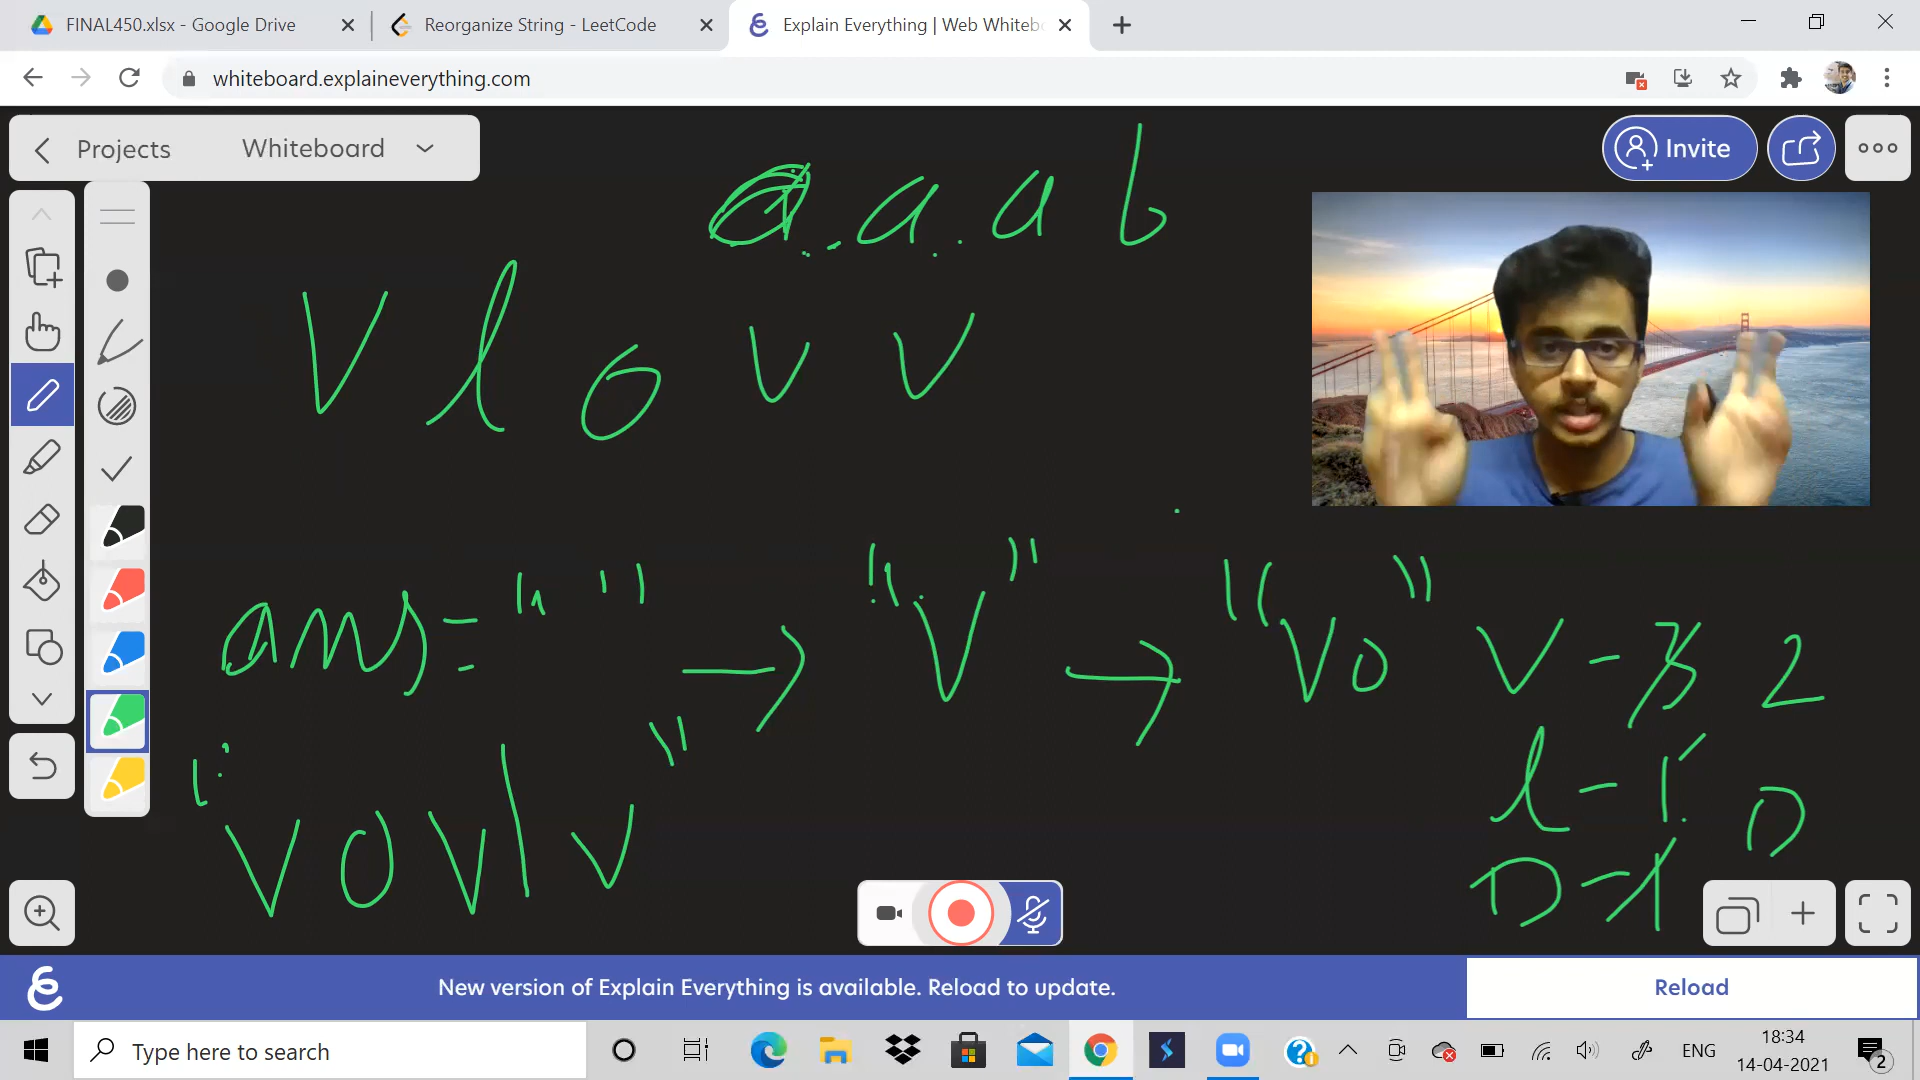 FINAL450.xlsx - Google Drive
Reorganize String - LeetCode
Explain Everything | Web Whiteb
whiteboard.explaineverything.com
Projects
Whiteboard
Invite
a a a b
V l o v v
ans = " " → "V" → "Vo"
V - 3 2
l - 1
0
o - 1
"vovlv"
New version of Explain Everything is available. Reload to update.
Reload
Type here to search
ENG
18:34
14-04-2021
2